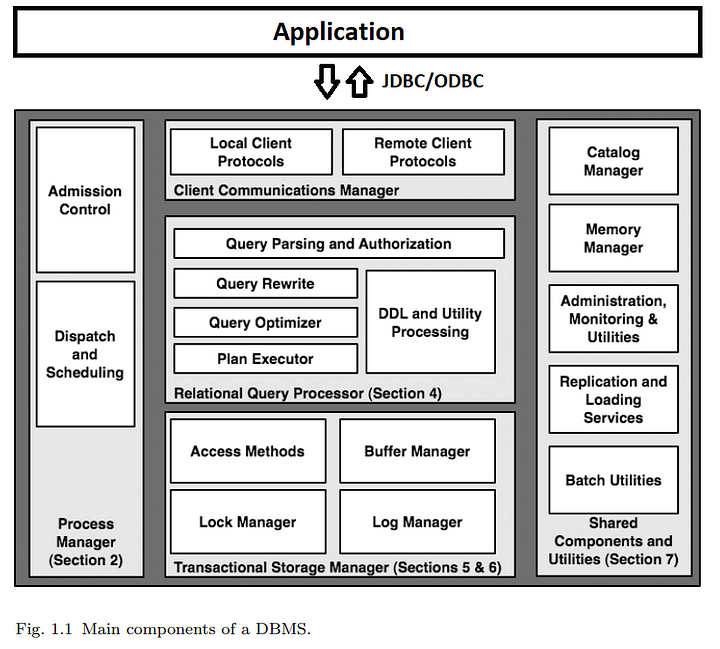 Application
JDBC/ODBC
Admission
Control
Dispatch
and
Scheduling
Process
Manager
(Section 2)
Local Client
Protocols
Remote Client
Protocols
Client Communications Manager
Query Parsing and Authorization
Query Rewrite
Query Optimizer
Plan Executor
DDL and Utility
Processing
Relational Query Processor (Section 4)
Access Methods
Buffer Manager
Lock Manager
Log Manager
Transactional Storage Manager (Sections 5 & 6)
Catalog
Manager
Memory
Manager
Administration,
Monitoring &
Utilities
Replication and
Loading
Services
Batch Utilities
Shared
Components and
Utilities (Section 7)
Fig. 1.1 Main components of a DBMS.